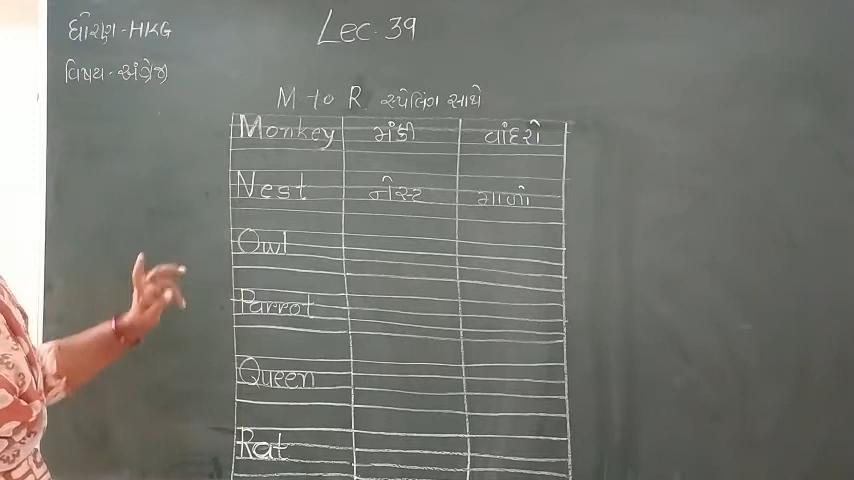 ધોરણ - HKG
વિષય - અંગ્રેજી
Lec. 39
M to R સ્પેલિંગ સાથે
Monkey મંકી વાંદરો
Nest નેસ્ટ માળો
Owl
Parrot
Queen
Rat